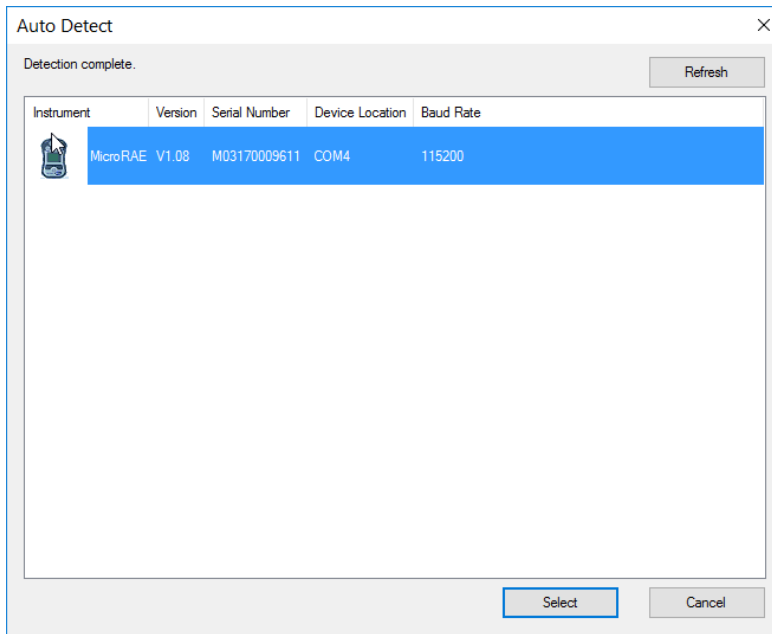 Auto Detect
Detection complete.
Refresh
Instrument Version Serial Number Device Location Baud Rate
MicroRAE V1.08 M03170009611 COM4 115200
Select Cancel